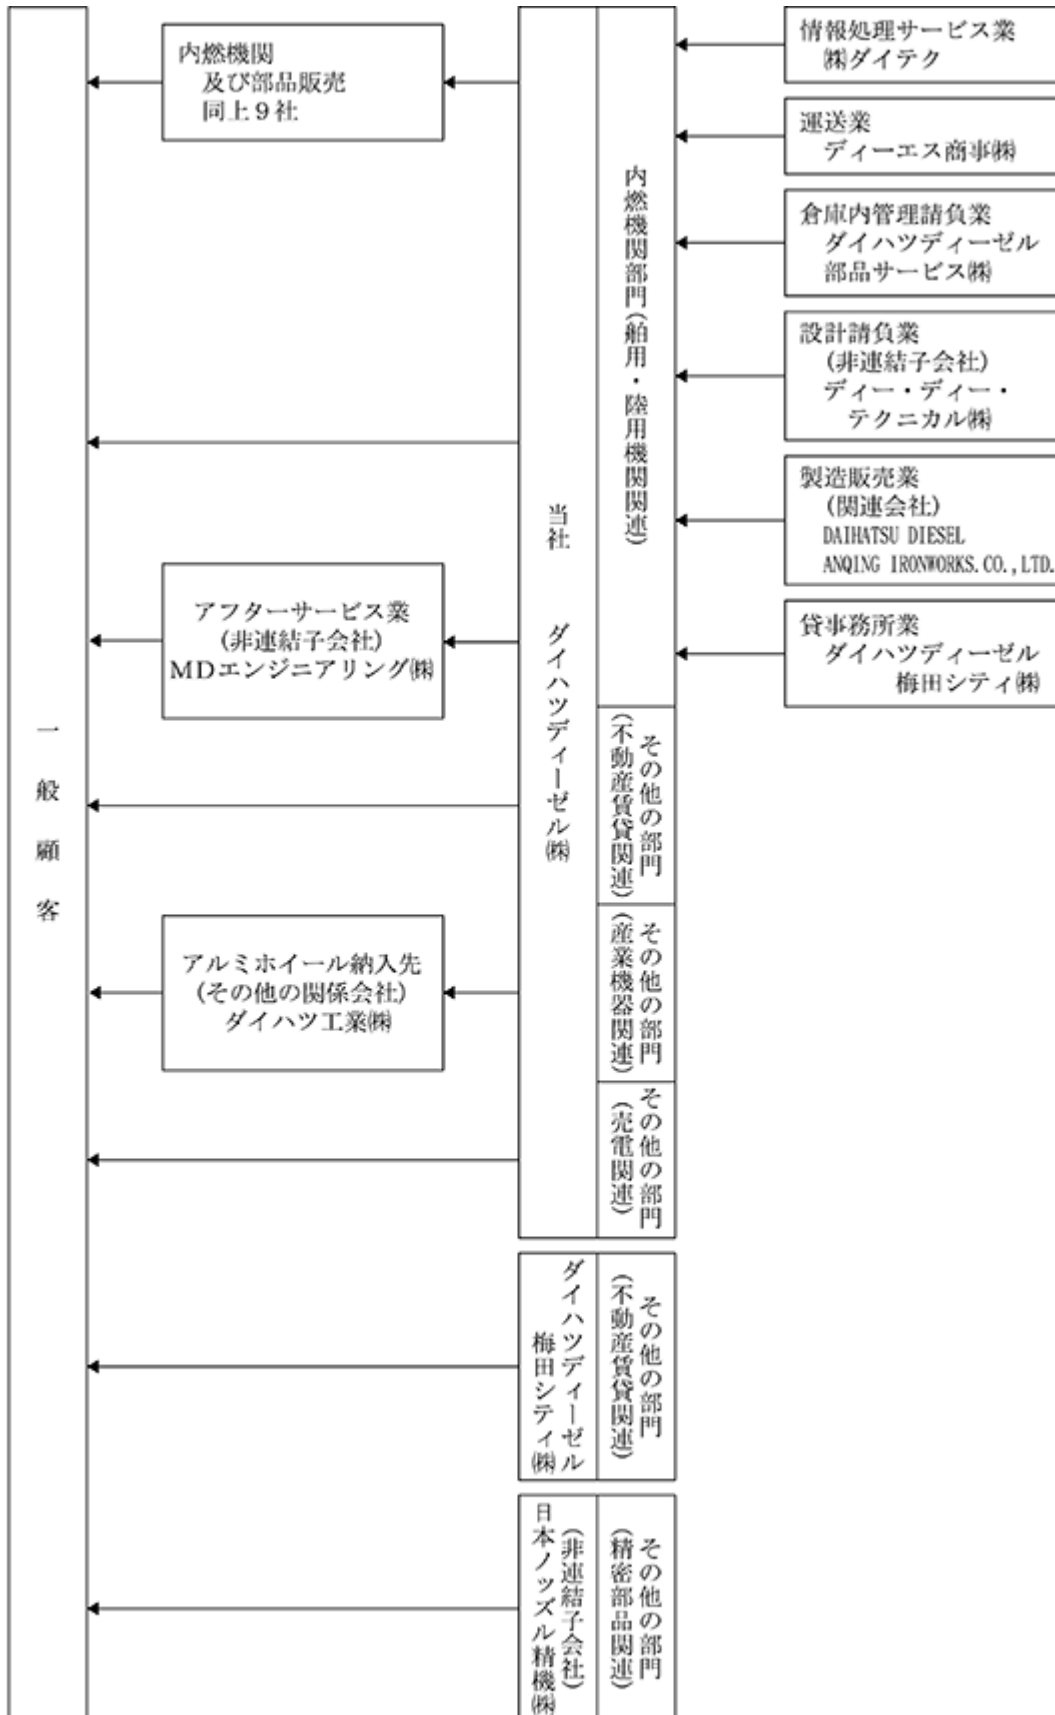 一般顧客
内燃機関
及び部品販売
同上9社
アフターサービス業
(非連結子会社)
MDエンジニアリング㈱
アルミホイール納入先
(その他の関係会社)
ダイハツ工業㈱
当社 ダイハツディーゼル㈱
内燃機関部門(舶用・陸用機関関連)
その他の部門
(不動産賃貸関連)
その他の部門
(産業機器関連)
その他の部門
(売電関連)
ダイハツディーゼル
梅田シティ㈱
その他の部門
(不動産賃貸関連)
(非連結子会社)
日本ノッズル精機㈱
その他の部門
(精密部品関連)
情報処理サービス業
㈱ダイテク
運送業
ディーエス商事㈱
倉庫内管理請負業
ダイハツディーゼル
部品サービス㈱
設計請負業
(非連結子会社)
ディー・ディー・
テクニカル㈱
製造販売業
(関連会社)
DAIHATSU DIESEL
ANQING IRONWORKS.CO.,LTD.
貸事務所業
ダイハツディーゼル
梅田シティ㈱